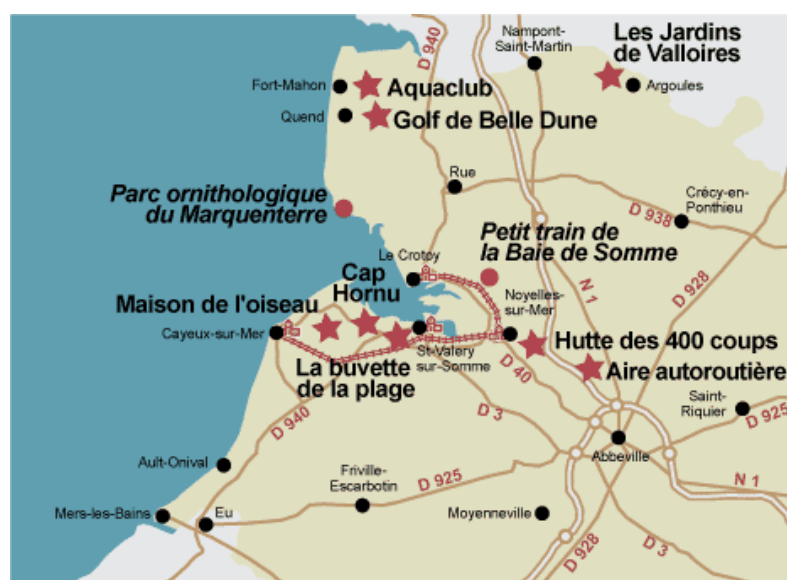 D 940
Nampont-
Saint-Martin
Les Jardins
de Valloires
Fort-Mahon
Aquaclub
Argoules
Quend
Golf de Belle Dune
Rue
Parc ornithologique
du Marquenterre
Crécy-en-
Ponthieu
D 938
Petit train de
la Baie de Somme
Le Crotoy
Cap
Hornu
N 1
D 928
Maison de l'oiseau
Noyelles-
sur-Mer
Cayeux-sur-Mer
Hutte des 400 coups
St-Valery
sur-Somme
La buvette
de la plage
D 40
Aire autoroutière
Saint-
Riquier
D 940
D 3
D 925
Abbeville
Ault-Onival
Friville-
Escarbotin
D 925
N 1
Mers-les-Bains
Eu
Moyenneville
D 928
D 3